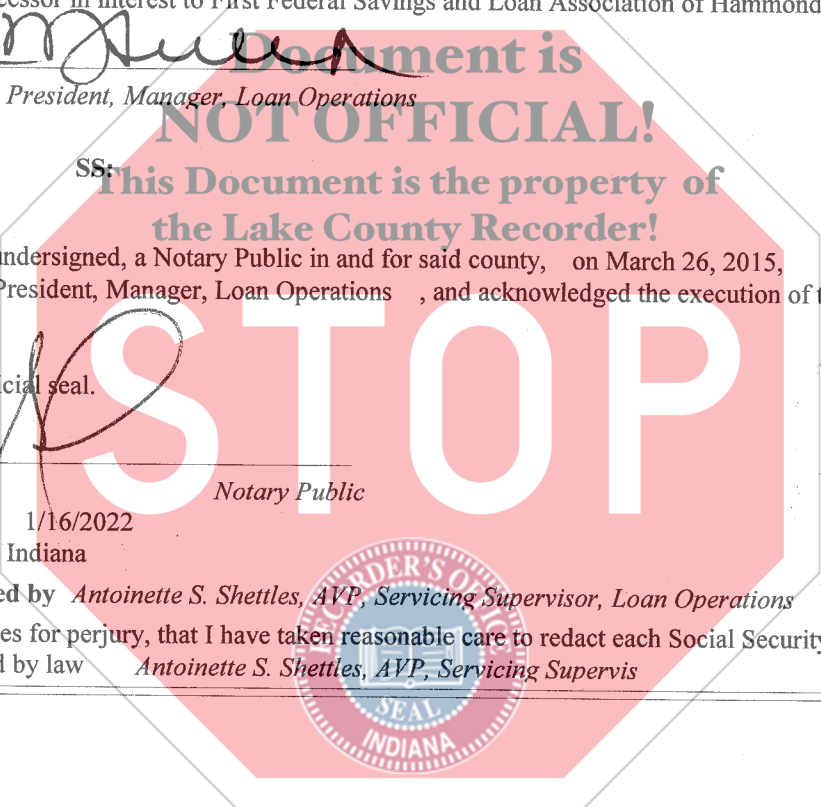 cessor in interest to First Federal Savings and Loan Association of Hammond
Document is
President, Manager, Loan Operations
NOT OFFICIAL!
SS:
This Document is the property of
the Lake County Recorder!
undersigned, a Notary Public in and for said county, on March 26, 2015,
President, Manager, Loan Operations , and acknowledged the execution of t
STOP
icial seal.
Notary Public
1/16/2022
Indiana
ed by Antoinette S. Shettles, AVP, Servicing Supervisor, Loan Operations
es for perjury, that I have taken reasonable care to redact each Social Security
d by law Antoinette S. Shettles, AVP, Servicing Supervis
RECORDER'S OFFIC
SEAL
INDIANA